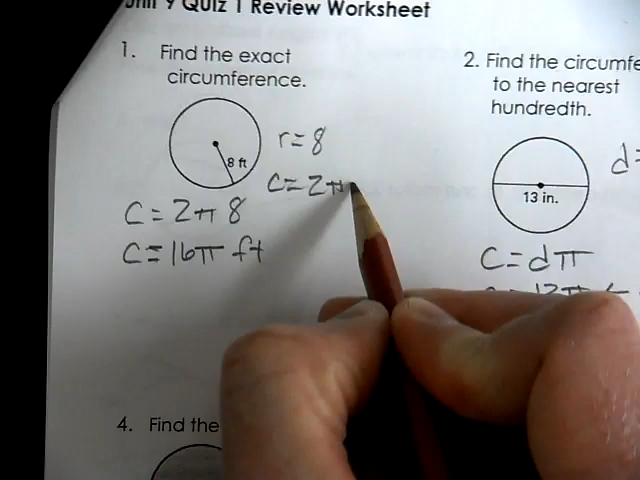 Unit 9 Quiz 1 Review Worksheet
1. Find the exact
circumference.
8 ft
r = 8
C = 2π
C = 2π 8
C = 16π ft
2. Find the circumfe
to the nearest
hundredth.
d =
13 in.
C = dπ
4. Find the